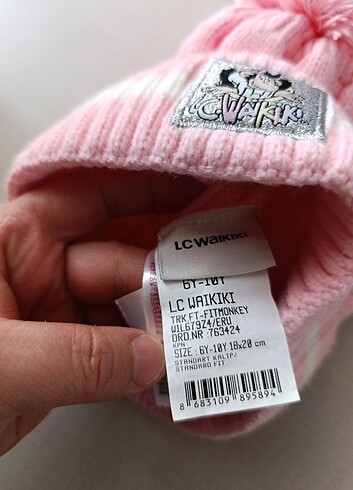 LC WAIKIKI
LC WAIKIKI
6Y-10Y
LC WAIKIKI
TRK.FT-FITMONKEY
W1L679Z4/ERU
ORD.NR :763424
KPN
SIZE : 6Y-10Y 18x20 cm
STANDART KALIP/
STANDARD FIT
8 683109 895894